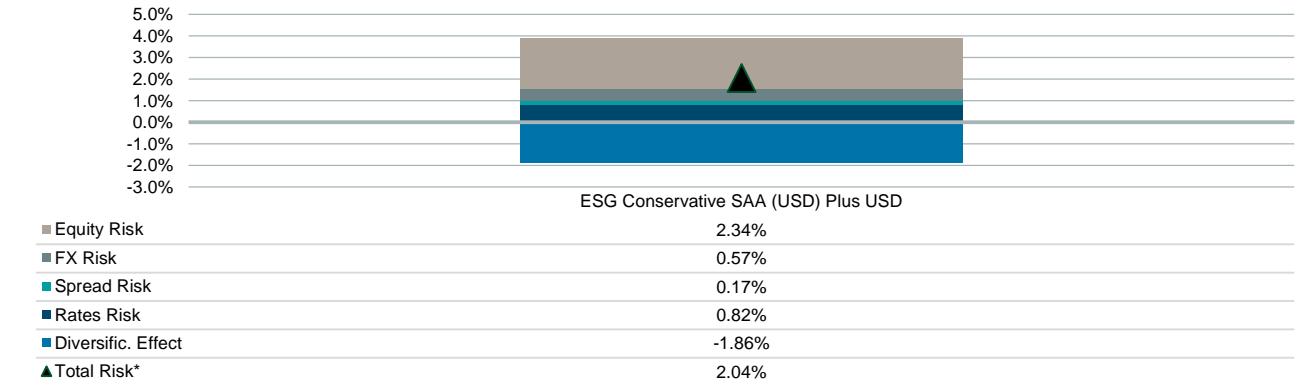 5.0%
4.0%
3.0%
2.0%
1.0%
0.0%
-1.0%
-2.0%
-3.0%
ESG Conservative SAA (USD) Plus USD
Equity Risk 2.34%
FX Risk 0.57%
Spread Risk 0.17%
Rates Risk 0.82%
Diversific. Effect -1.86%
Total Risk* 2.04%